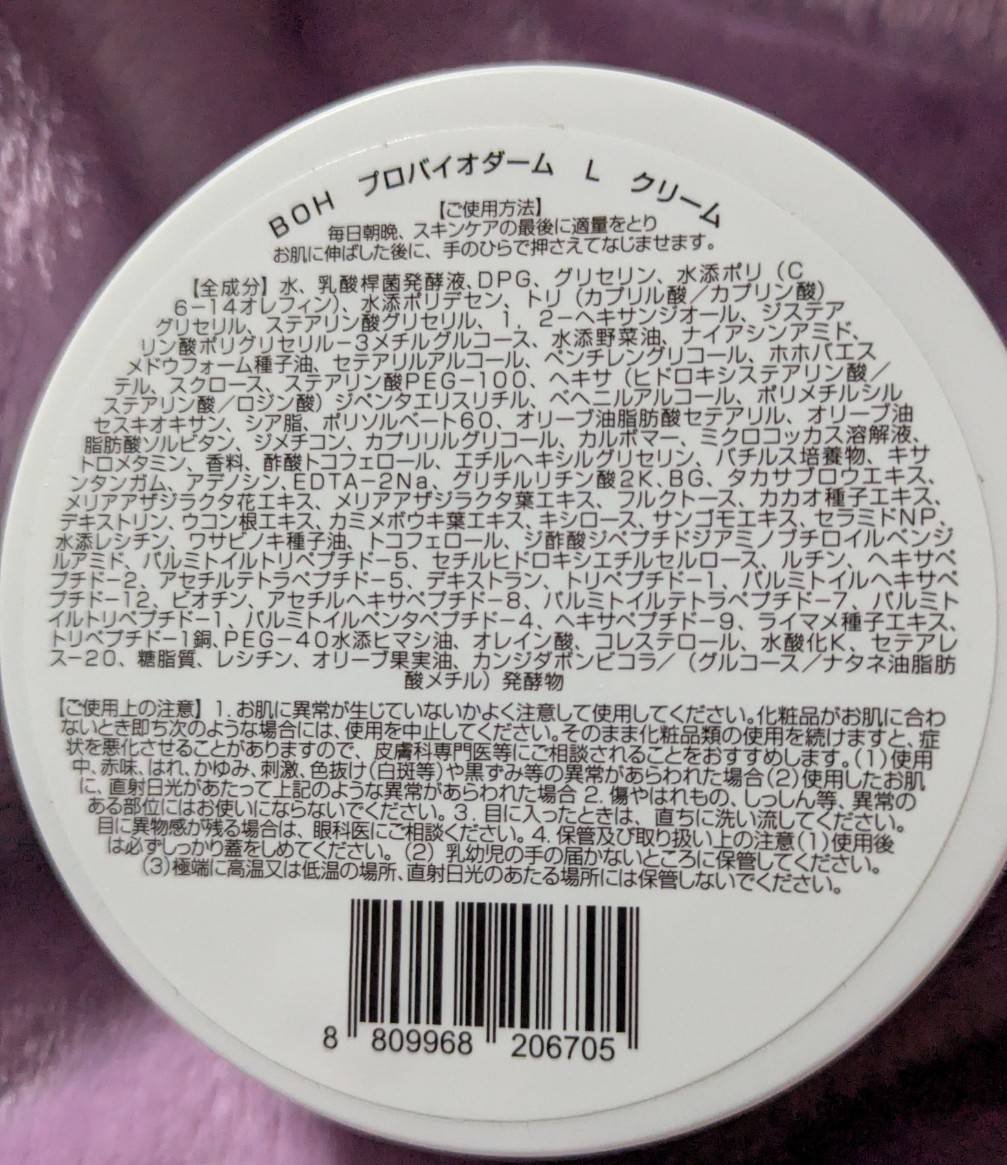 BOH プロバイオダーム L クリーム
【ご使用方法】
毎日朝晩、スキンケアの最後に適量をとり
お肌に伸ばした後に、手のひらで押さえてなじませます。
【全成分】水、乳酸桿菌発酵液、DPG、グリセリン、水添ポリ（C
6－14オレフィン）、水添ポリデセン、トリ（カプリル酸／カプリン酸）
グリセリル、ステアリン酸グリセリル、1，2－ヘキサンジオール、ジステア
リン酸ポリグリセリル－3メチルグルコース、水添野菜油、ナイアシンアミド、
メドウフォーム種子油、セテアリルアルコール、ペンチレングリコール、ホホバエス
テル、スクロース、ステアリン酸PEG－100、ヘキサ（ヒドロキシステアリン酸／
ステアリン酸／ロジン酸）ジペンタエリスリチル、ベヘニルアルコール、ポリメチルシル
セスキオキサン、シア脂、ポリソルベート60、オリーブ油脂肪酸セテアリル、オリーブ油
脂肪酸ソルビタン、ジメチコン、カプリリルグリコール、カルボマー、ミクロコッカス溶解液、
トロメタミン、香料、酢酸トコフェロール、エチルヘキシルグリセリン、バチルス培養物、キサ
ンタンガム、アデノシン、EDTA－2Na、グリチルリチン酸2K、BG、タカサブロウエキス、
メリアアザジラクタ花エキス、メリアアザジラクタ葉エキス、フルクトース、カカオ種子エキス、
デキストリン、ウコン根エキス、カミメボウキ葉エキス、キシロース、サンゴモエキス、セラミドNP、
水添レシチン、ワサビノキ種子油、トコフェロール、ジ酢酸ジペプチドジアミノブチロイルベンジ
ルアミド、パルミトイルトリペプチド－5、セチルヒドロキシエチルセルロース、ルチン、ヘキサペ
プチド－2、アセチルテトラペプチド－5、デキストラン、トリペプチド－1、パルミトイルヘキサペ
プチド－12、ビオチン、アセチルヘキサペプチド－8、パルミトイルテトラペプチド－7、パルミト
イルトリペプチド－1、パルミトイルペンタペプチド－4、ヘキサペプチド－9、ライマメ種子エキス、
トリペプチド－1銅、PEG－40水添ヒマシ油、オレイン酸、コレステロール、水酸化K、セテアレ
ス－20、糖脂質、レシチン、オリーブ果実油、カンジダボンビコラ／（グルコース／ナタネ油脂肪
酸メチル）発酵物
【ご使用上の注意】1. お肌に異常が生じていないかよく注意して使用してください。化粧品がお肌に合わ
ないとき即ち次のような場合には、使用を中止してください。そのまま化粧品類の使用を続けますと、症
状を悪化させることがありますので、皮膚科専門医等にご相談されることをおすすめします。(1)使用
中、赤味、はれ、かゆみ、刺激、色抜け（白斑等）や黒ずみ等の異常があらわれた場合(2)使用したお肌
に、直射日光があたって上記のような異常があらわれた場合 2. 傷やはれもの、しっしん等、異常の
ある部位にはお使いにならないでください。3. 目に入ったときは、直ちに洗い流してください。
目に異物感が残る場合は、眼科医にご相談ください。4. 保管及び取り扱い上の注意(1)使用後
は必ずしっかり蓋をしめてください。(2) 乳幼児の手の届かないところに保管してください。
(3)極端に高温又は低温の場所、直射日光のあたる場所には保管しないでください。
8 809968 206705